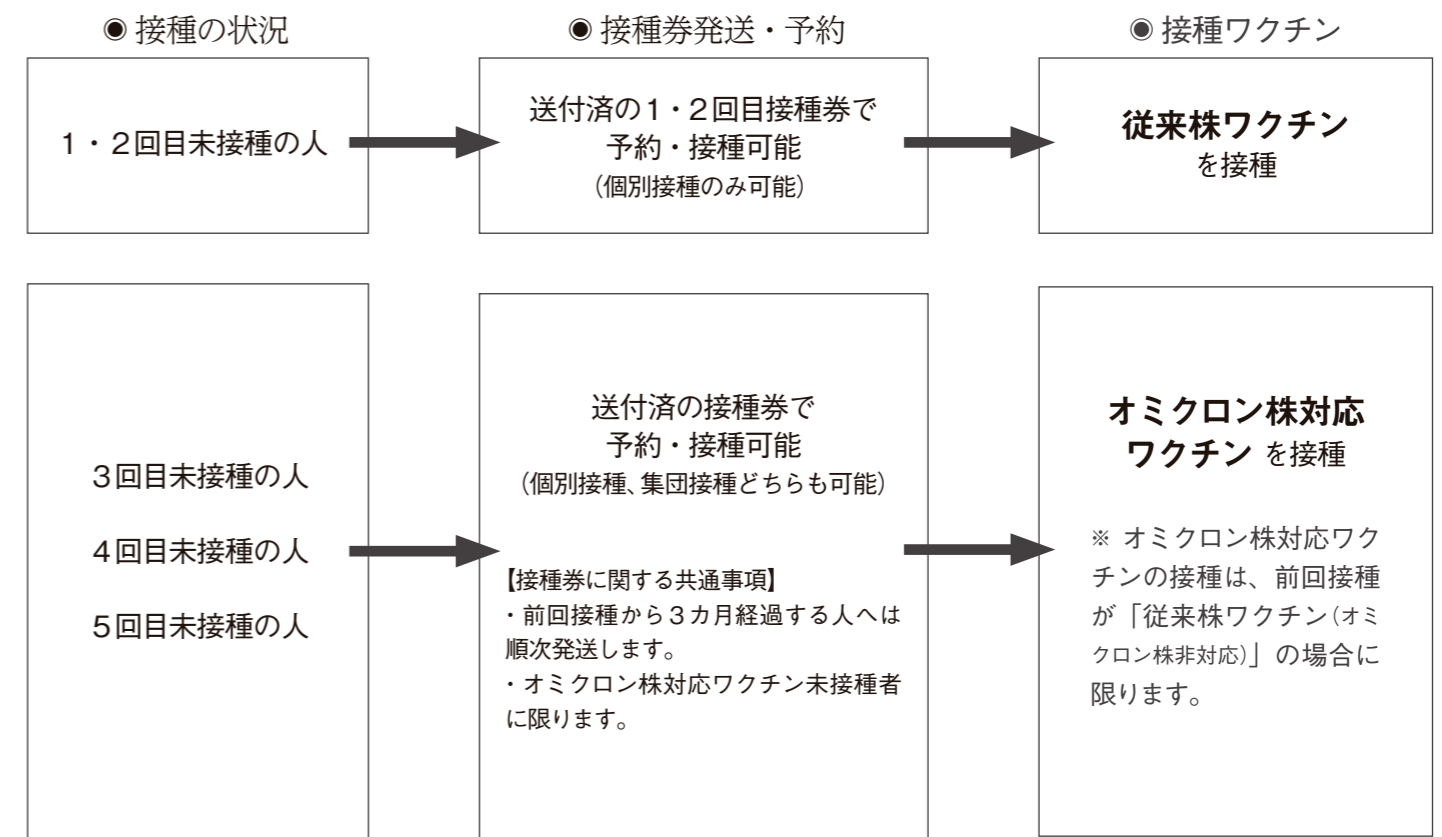 ◉ 接種の状況
◉ 接種券発送・予約
◉ 接種ワクチン
1・2回目未接種の人
送付済の1・2回目接種券で
予約・接種可能
（個別接種のみ可能）
従来株ワクチン
を接種
3回目未接種の人
4回目未接種の人
5回目未接種の人
送付済の接種券で
予約・接種可能
（個別接種、集団接種どちらも可能）
【接種券に関する共通事項】
・前回接種から3カ月経過する人へは
順次発送します。
・オミクロン株対応ワクチン未接種者
に限ります。
オミクロン株対応
ワクチン を接種
※ オミクロン株対応ワク
チンの接種は、前回接種
が「従来株ワクチン（オミ
クロン株非対応）」の場合に
限ります。